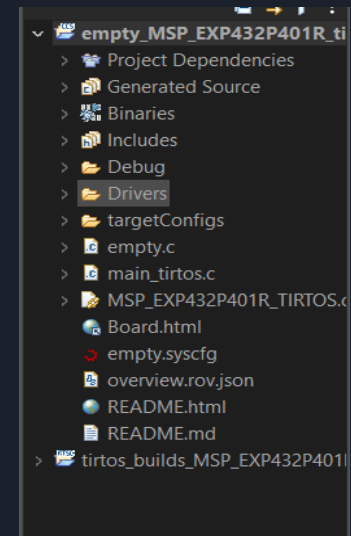 empty_MSP_EXP432P401R_ti
Project Dependencies
Generated Source
Binaries
Includes
Debug
Drivers
targetConfigs
empty.c
main_tirtos.c
MSP_EXP432P401R_TIRTOS.c
Board.html
empty.syscfg
overview.rov.json
README.html
README.md
tirtos_builds_MSP_EXP432P401